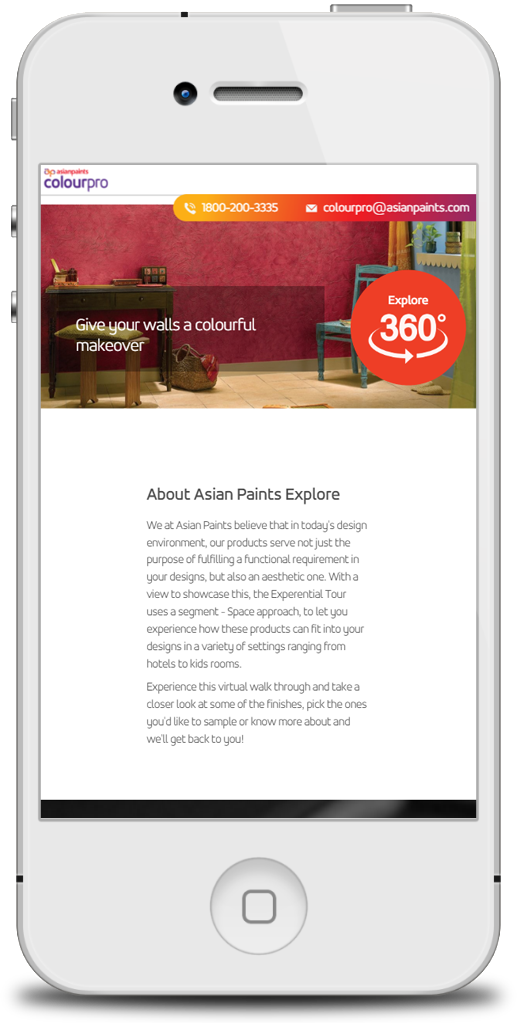 asianpaints
colourpro
1800-200-3335 colourpro@asianpaints.com
Explore
360°
Give your walls a colourful
makeover
About Asian Paints Explore
We at Asian Paints believe that in today's design
environment, our products serve not just the
purpose of fulfilling a functional requirement in
your designs, but also an aesthetic one. With a
view to showcase this, the Experential Tour
uses a segment - Space approach, to let you
experience how these products can fit into your
designs in a variety of settings ranging from
hotels to kids rooms.
Experience this virtual walk through and take a
closer look at some of the finishes, pick the ones
you'd like to sample or know more about and
we'll get back to you!